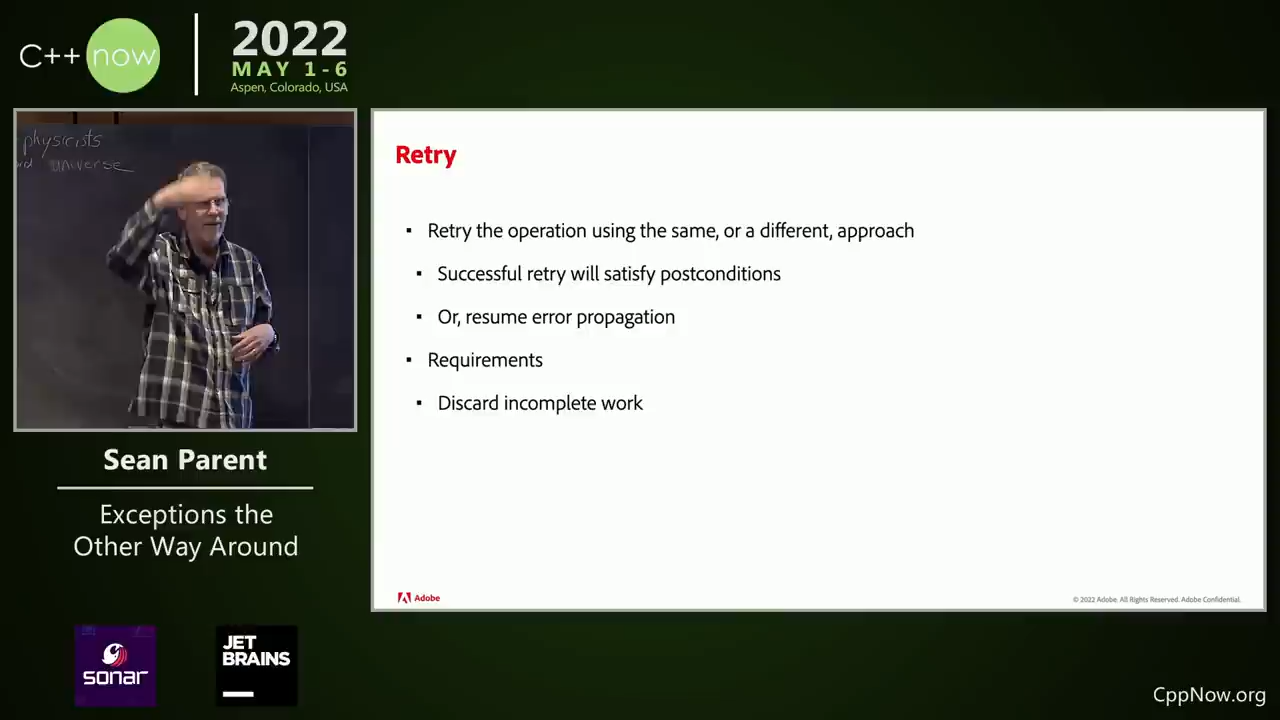 C++ now
2022
MAY 1-6
Aspen, Colorado, USA
physicists
universe
Sean Parent
Exceptions the
Other Way Around
sonar
JET
BRAINS
Retry
▪ Retry the operation using the same, or a different, approach
▪ Successful retry will satisfy postconditions
▪ Or, resume error propagation
▪ Requirements
▪ Discard incomplete work
Adobe
© 2022 Adobe. All Rights Reserved. Adobe Confidential.
CppNow.org